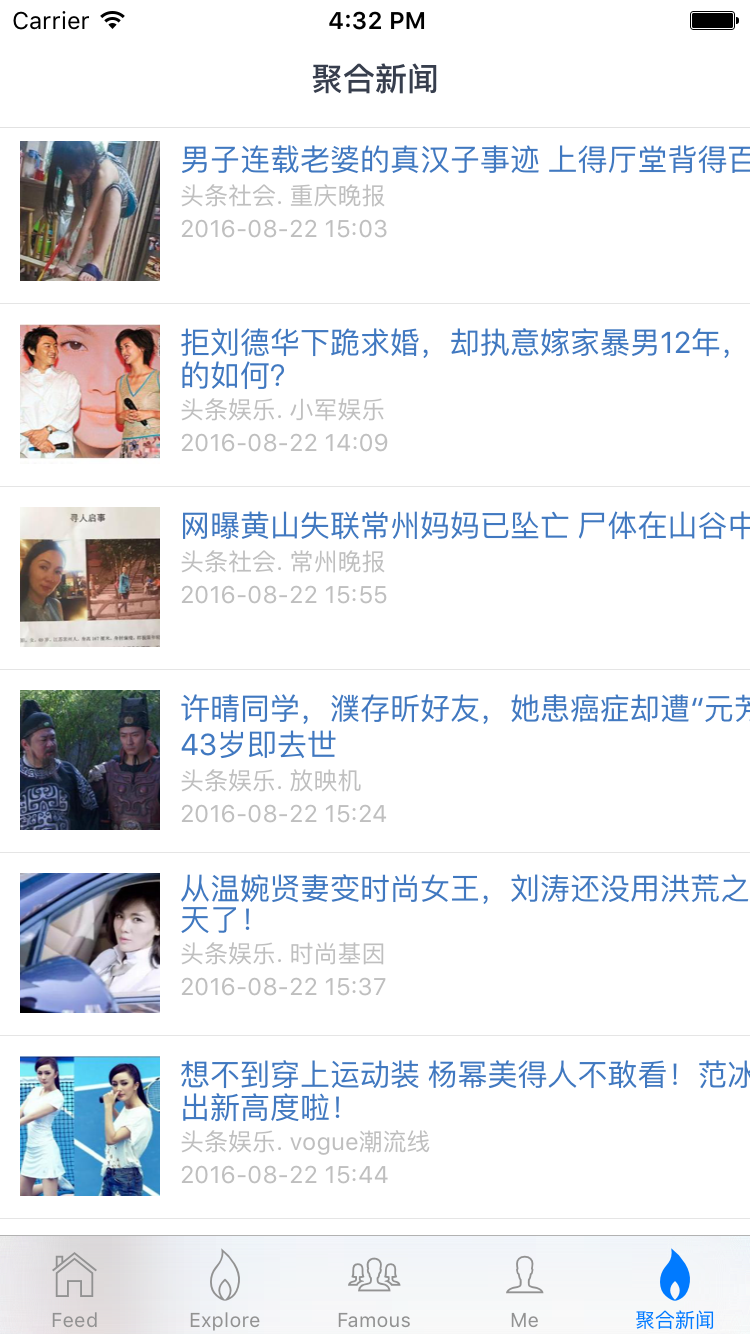 Carrier 4:32 PM
聚合新闻
男子连载老婆的真汉子事迹 上得厅堂背得百
头条社会. 重庆晚报
2016-08-22 15:03
拒刘德华下跪求婚，却执意嫁家暴男12年，
的如何?
头条娱乐. 小军娱乐
2016-08-22 14:09
寻人启事
网曝黄山失联常州妈妈已坠亡 尸体在山谷中
头条社会. 常州晚报
2016-08-22 15:55
许晴同学，濮存昕好友，她患癌症却遭“元芳
43岁即去世
头条娱乐. 放映机
2016-08-22 15:24
从温婉贤妻变时尚女王，刘涛还没用洪荒之
天了！
头条娱乐. 时尚基因
2016-08-22 15:37
想不到穿上运动装 杨幂美得人不敢看！范冰
出新高度啦！
头条娱乐. vogue潮流线
2016-08-22 15:44
Feed Explore Famous Me 聚合新闻